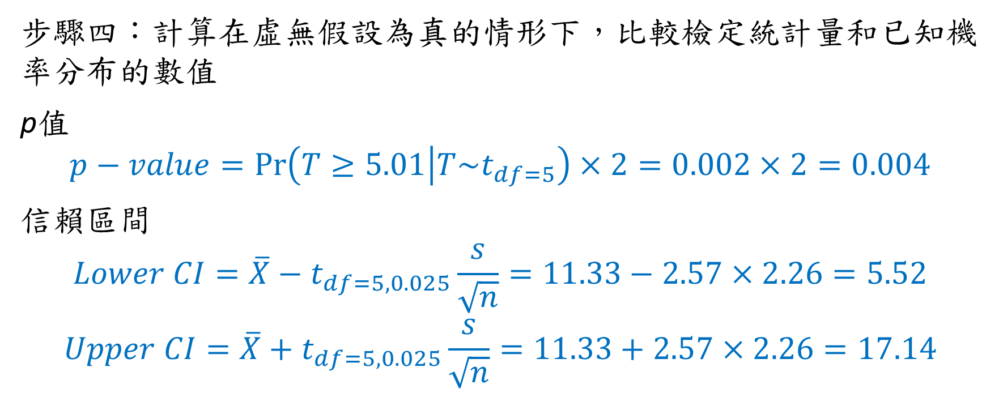 步驟四：計算在虛無假設為真的情形下，比較檢定統計量和已知機
率分布的數值
p值
p − value = Pr(T ≥ 5.01|T~t_{df=5}) × 2 = 0.002 × 2 = 0.004
信賴區間
Lower CI = X̄ − t_{df=5,0.025} \frac{s}{\sqrt{n}} = 11.33 − 2.57 × 2.26 = 5.52
Upper CI = X̄ + t_{df=5,0.025} \frac{s}{\sqrt{n}} = 11.33 + 2.57 × 2.26 = 17.14